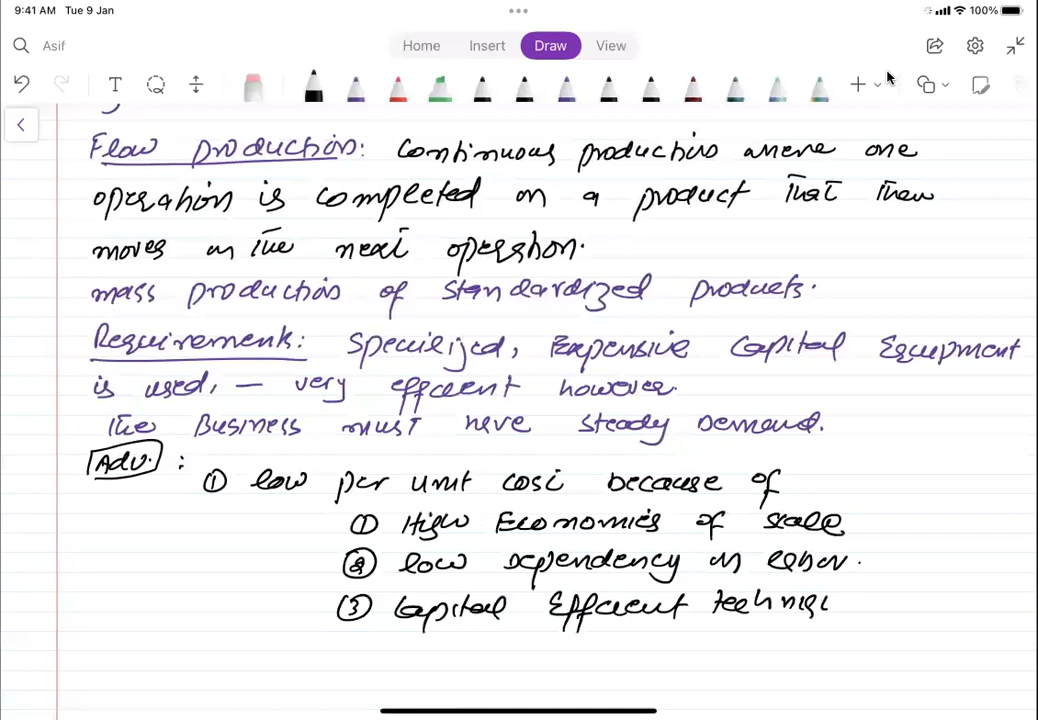 9:41 AM Tue 9 Jan
100%
Asif
Home Insert Draw View
Flow production: Continuous production where one
operation is completed on a product that then
moves on the next operation.
mass production of standardized products.
Requirements: Specilized, Expensive Capital Equipment
is used, — very efficient however
The Business must have steady Demand.
Adv. :
① low per unit cost because of
① High Economies of scale
② low dependency on labor.
③ Capital Efficient techniq